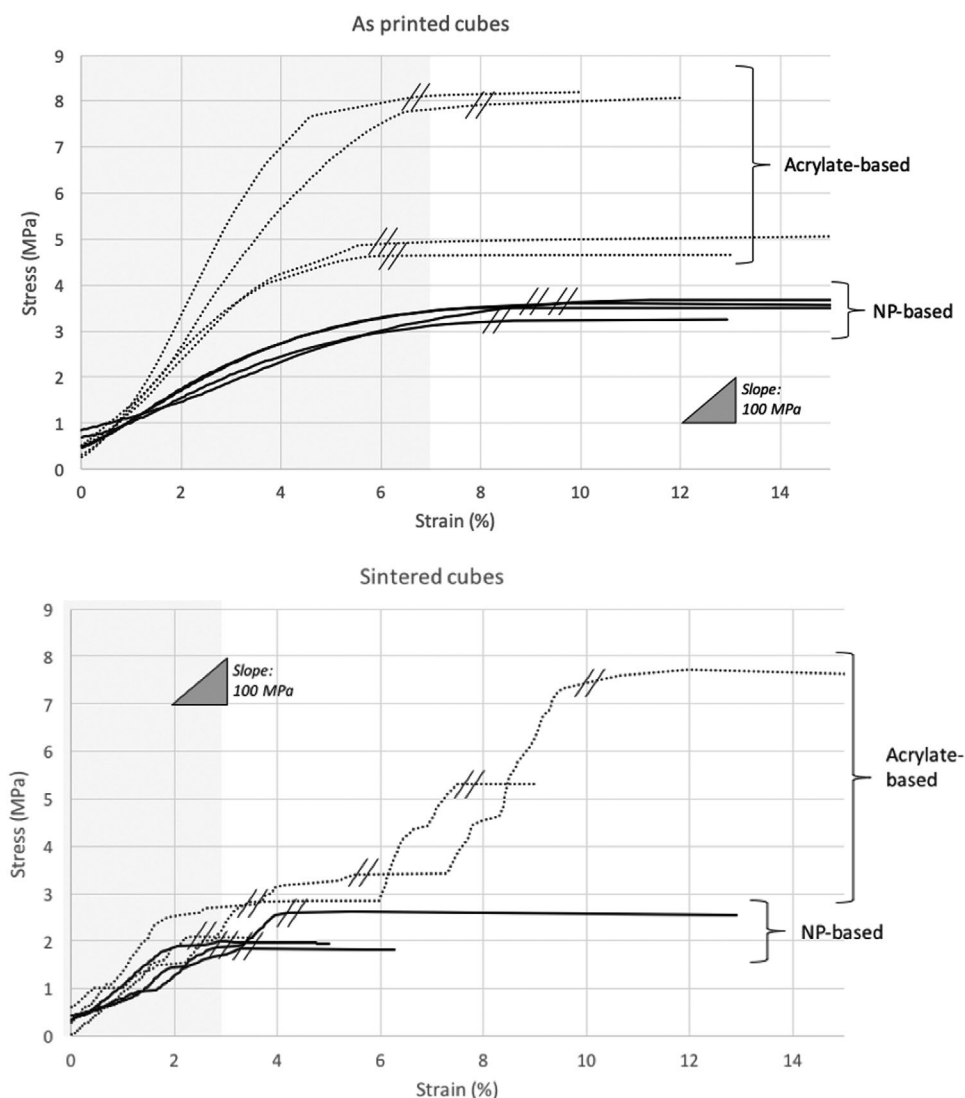 As printed cubes
9
8
7
6
5
4
3
2
1
0
Stress (MPa)
Acrylate-based
NP-based
Slope:
100 MPa
0 2 4 6 8 10 12 14
Strain (%)
Sintered cubes
9
8
7
6
5
4
3
2
1
0
Stress (MPa)
Slope:
100 MPa
Acrylate-
based
NP-based
0 2 4 6 8 10 12 14
Strain (%)